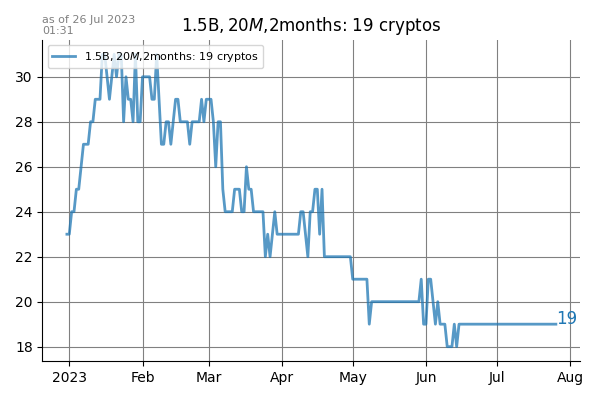 as of 26 Jul 2023
01:31
1.5B, 20M,2months: 19 cryptos
1.5B, 20M,2months: 19 cryptos
30
28
26
24
22
20
18
19
2023 Feb Mar Apr May Jun Jul Aug